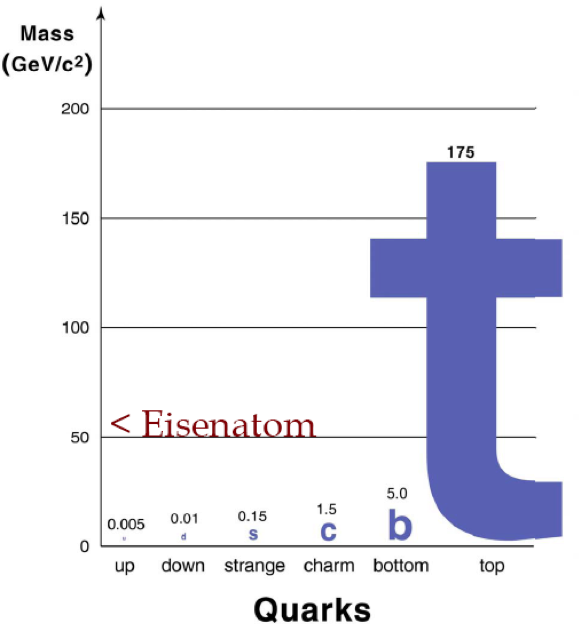 Mass
(GeV/c²)
200
175
150
100
< Eisenatom
50
5.0
1.5
0.15
0.01
0.005
u
d
s
c
b
t
0
up down strange charm bottom top
Quarks